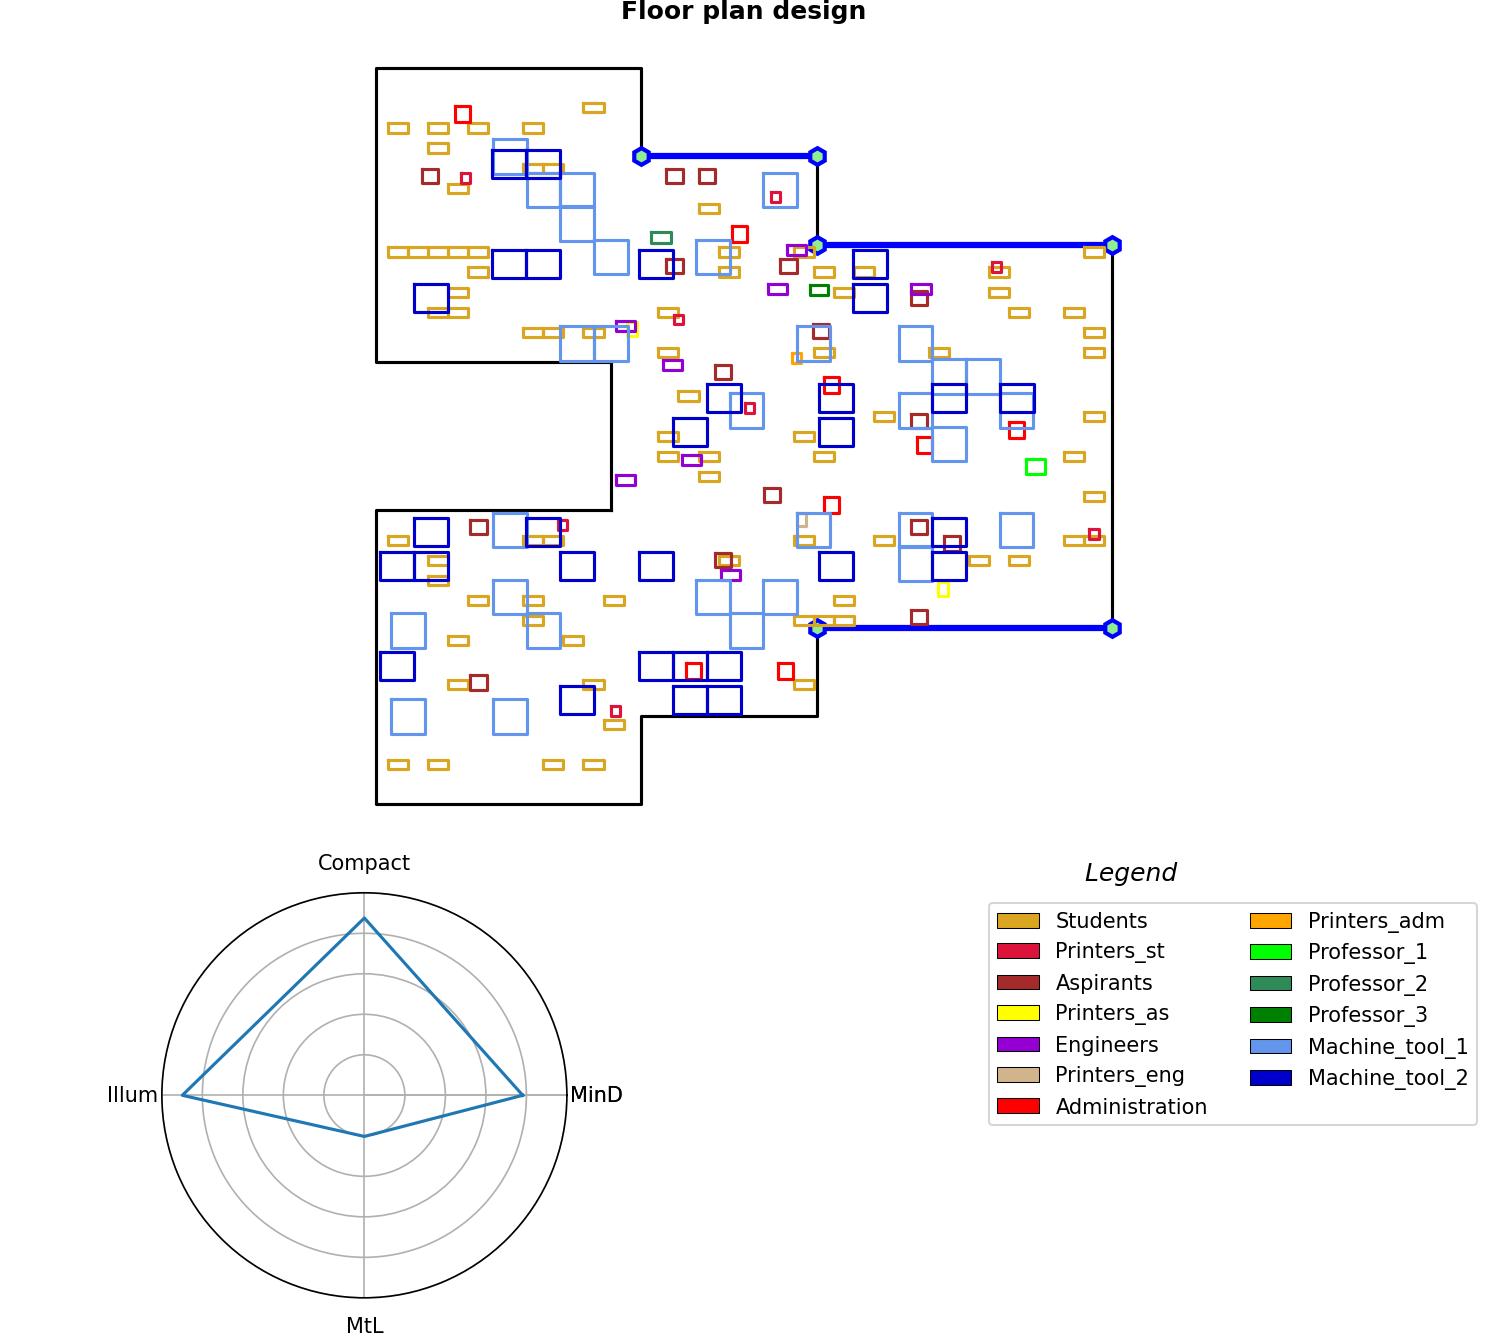 Floor plan design
Compact
Illum
MinD
MtL
Legend
Students
Printers_st
Aspirants
Printers_as
Engineers
Printers_eng
Administration
Printers_adm
Professor_1
Professor_2
Professor_3
Machine_tool_1
Machine_tool_2